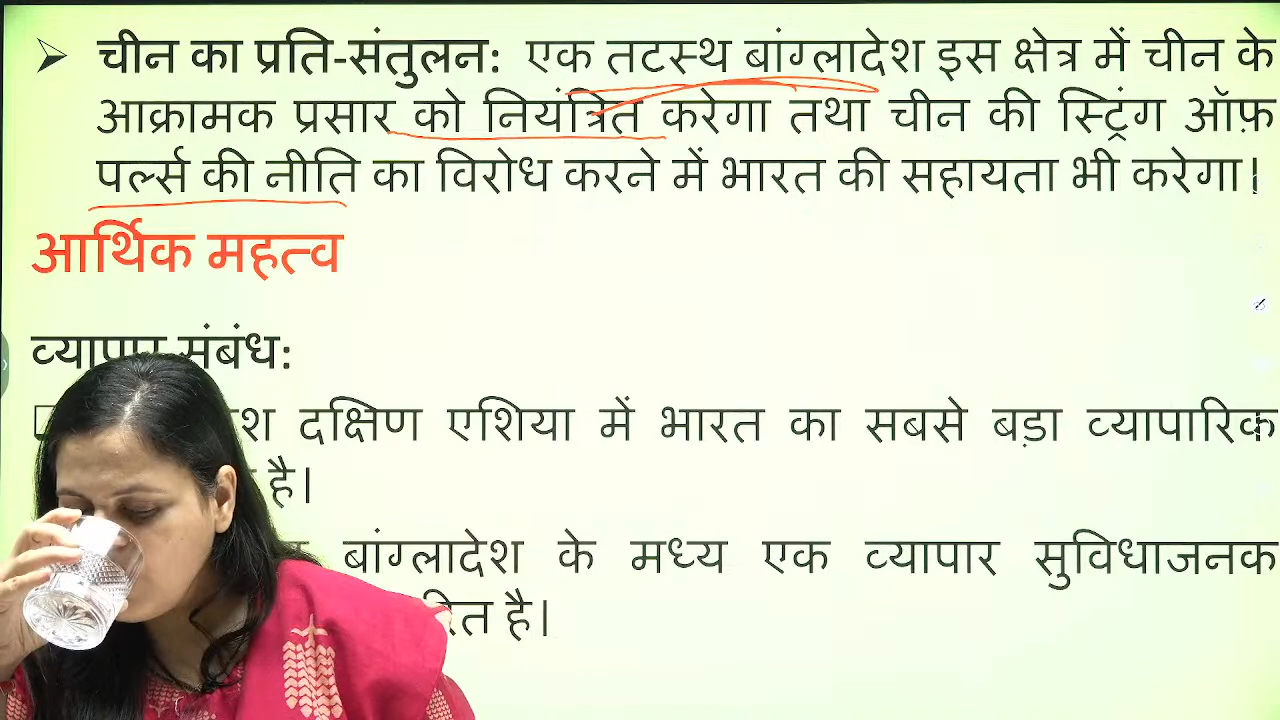 ➢ चीन का प्रति-संतुलन: एक तटस्थ बांग्लादेश इस क्षेत्र में चीन के
आक्रामक प्रसार को नियंत्रित करेगा तथा चीन की स्ट्रिंग ऑफ़
पर्ल्स की नीति का विरोध करने में भारत की सहायता भी करेगा।
आर्थिक महत्व
व्यापार संबंध:
दक्षिण एशिया में भारत का सबसे बड़ा व्यापारिक
है।
बांग्लादेश के मध्य एक व्यापार सुविधाजनक
है।